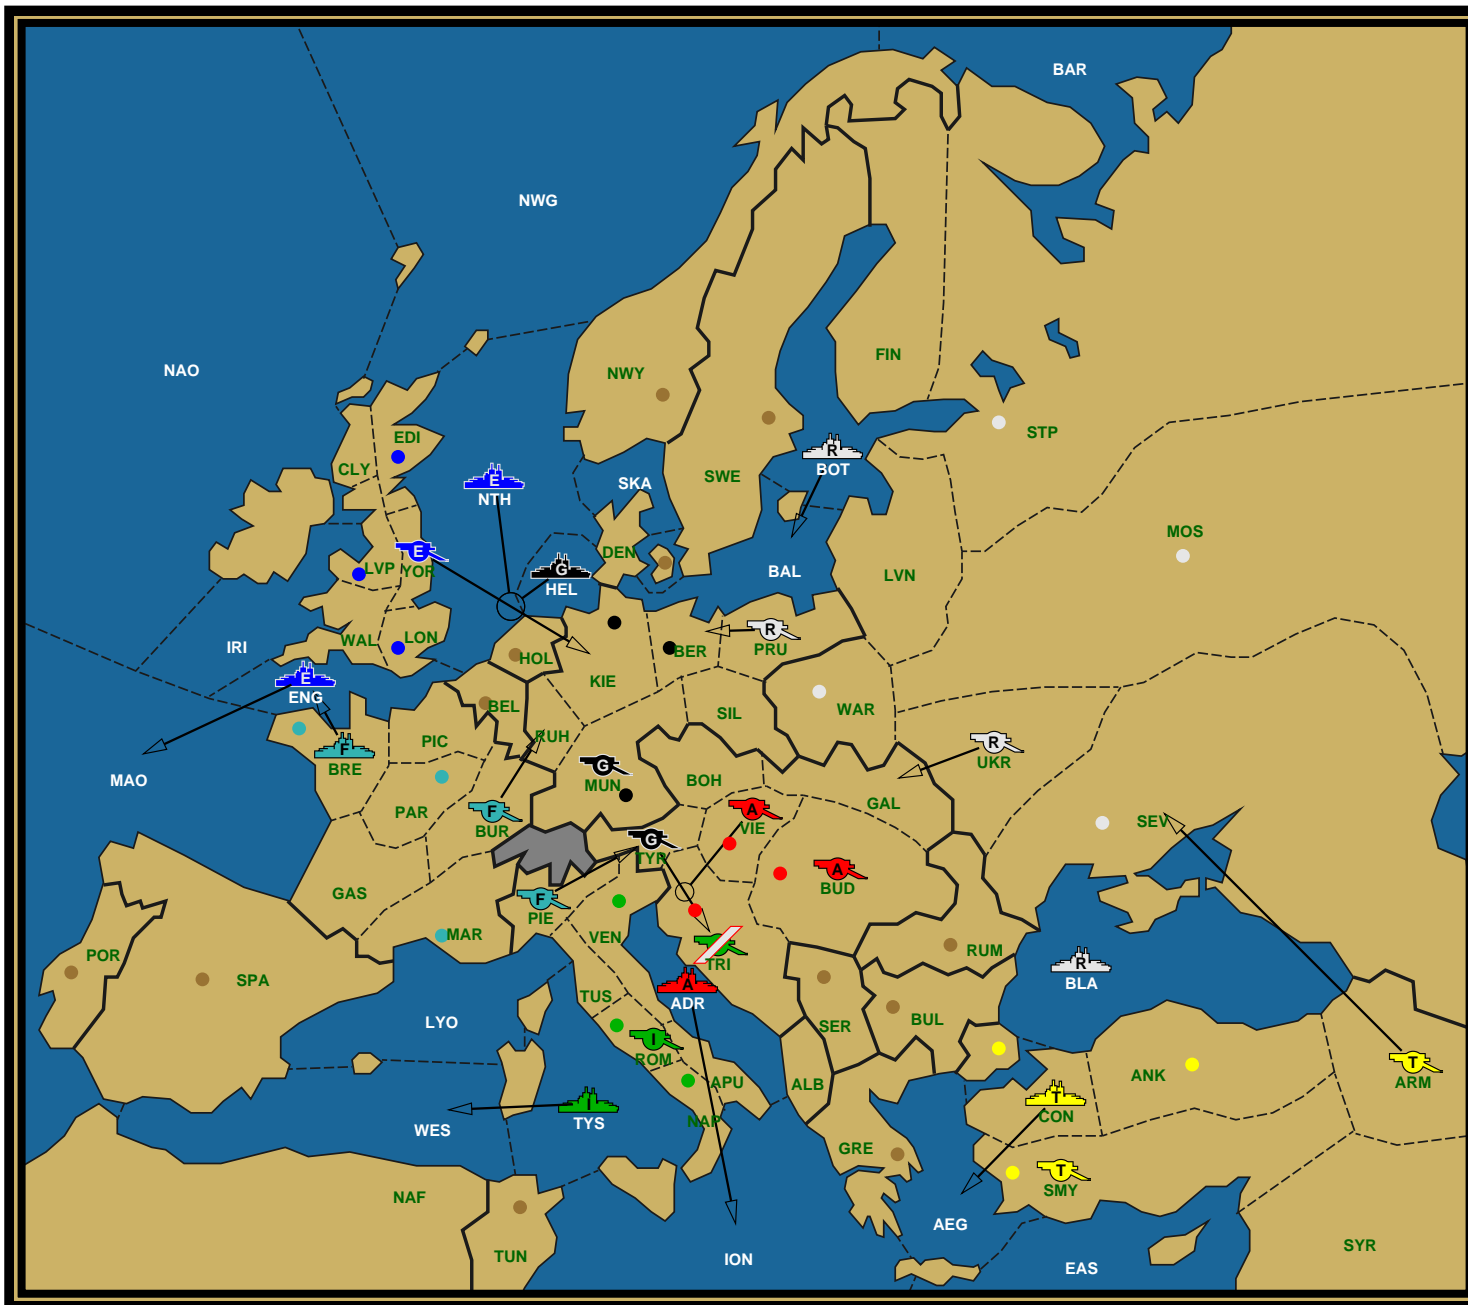 BAR
NWG
NAO
FIN
NWY
STP
EDI
R
BOT
CLY
SKA
SWE
E
NTH
MOS
E
YOR
DEN
LVP
G
HEL
BAL
LVN
R
PRU
IRI
WAL
LON
HOL
BER
KIE
E
ENG
BEL
SIL
WAR
F
BRE
PIC
RUH
R
UKR
G
MUN
BOH
MAO
GAL
A
VIE
SEV
PAR
F
BUR
G
TYR
A
BUD
GAS
F
PIE
MAR
VEN
TRI
RUM
POR
SPA
R
BLA
A
ADR
TUS
LYO
SER
BUL
I
ROM
T
ARM
ANK
APU
ALB
T
CON
I
TYS
NAP
WES
GRE
T
SMY
NAF
AEG
SYR
TUN
ION
EAS